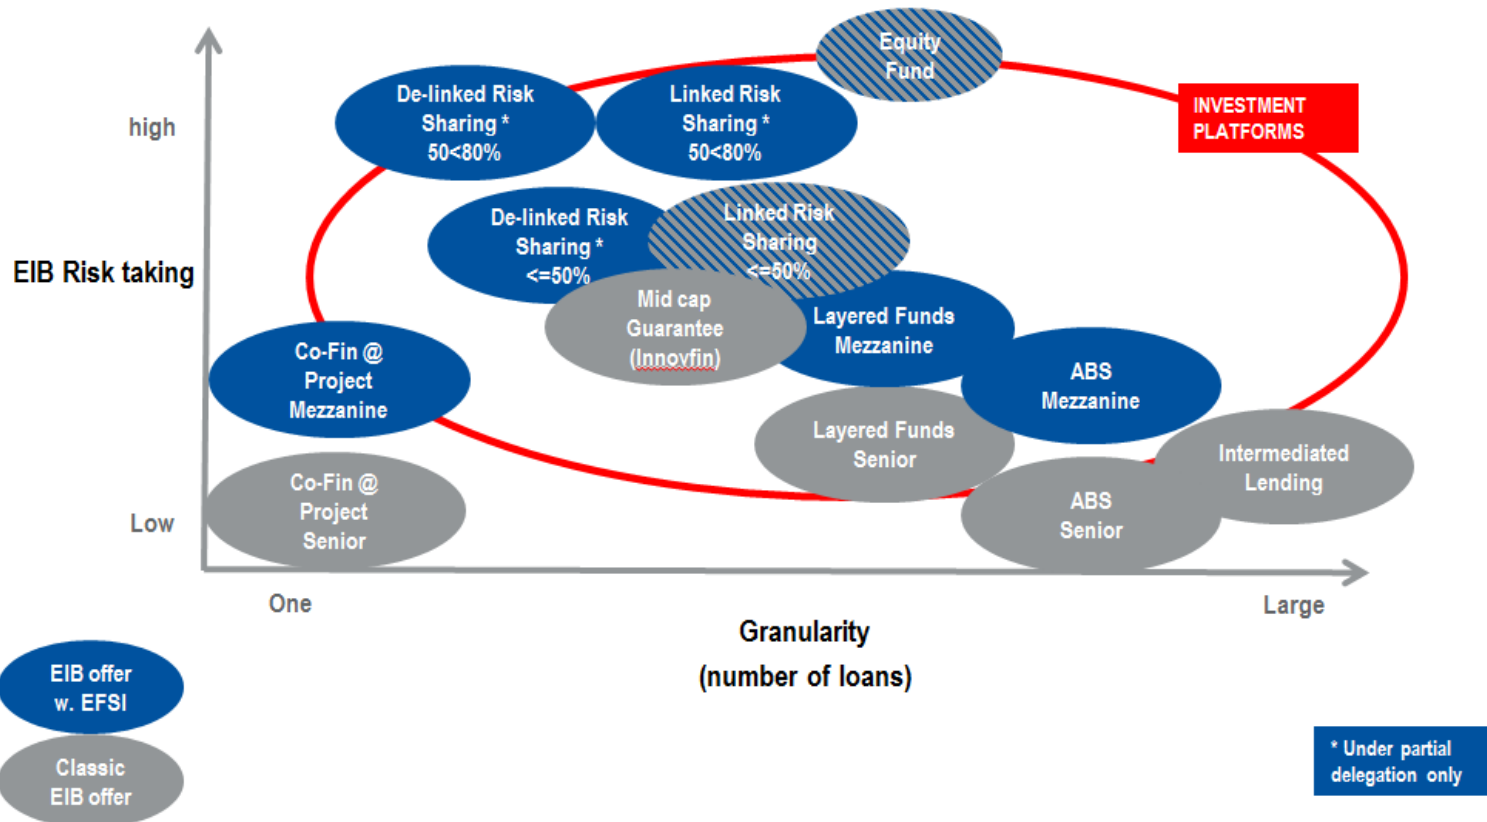 Equity
Fund
De-linked Risk
Sharing *
50<80%
Linked Risk
Sharing *
50<80%
INVESTMENT
PLATFORMS
high
De-linked Risk
Sharing *
<=50%
Linked Risk
Sharing
<=50%
EIB Risk taking
Mid cap
Guarantee
(Innovfin)
Layered Funds
Mezzanine
Co-Fin @
Project
Mezzanine
ABS
Mezzanine
Layered Funds
Senior
Intermediated
Lending
Co-Fin @
Project
Senior
ABS
Senior
Low
One
Large
Granularity
(number of loans)
EIB offer
w. EFSI
Classic
EIB offer
* Under partial
delegation only